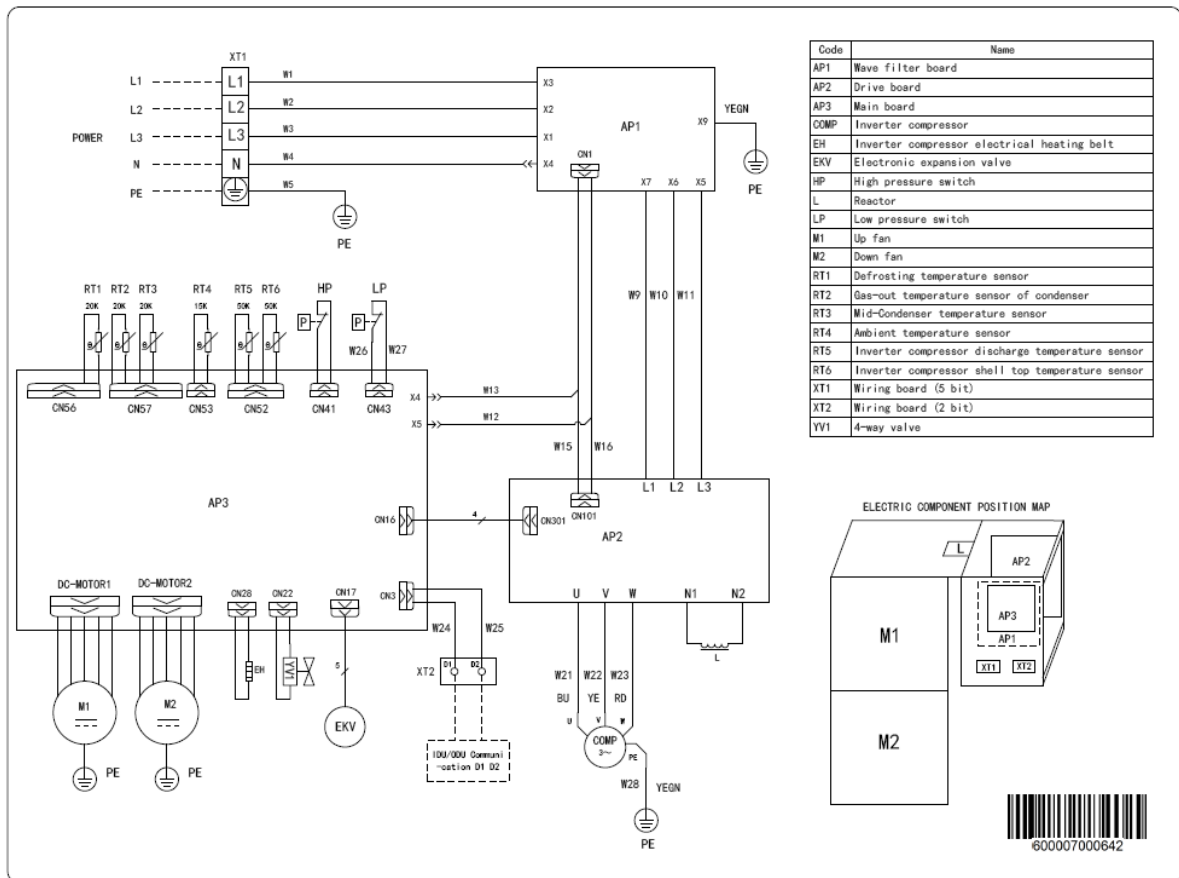 XT1
L1 L1 W1 X3
L2 L2 W2 X2
POWER L3 L3 W3 X1
N N W4 X4
PE W5
PE
AP1
CN1
X9 YEGN
PE
X7 X6 X5
W9 W10 W11
RT1 RT2 RT3 RT4 RT5 RT6 HP LP
20K 20K 20K 15K 50K 50K
θ θ θ θ θ θ P P
W26 W27
CN56 CN57 CN53 CN52 CN41 CN43
X4 W13
X5 W12
W15 W16
AP3
CN16 4 CN301
CN101
L1 L2 L3
AP2
U V W N1 N2
L
DC-MOTOR1 DC-MOTOR2 CN28 CN22 CN17 CN3
W24 W25
XT2 D1 D2
EH YV1 5
M1 M2 EKV
PE PE
IDU/ODU Communi
-cation D1 D2
W21 W22 W23
BU YE RD
U V W
COMP
3～
PE
W28 YEGN
PE
Code Name
AP1 Wave filter board
AP2 Drive board
AP3 Main board
COMP Inverter compressor
EH Inverter compressor electrical heating belt
EKV Electronic expansion valve
HP High pressure switch
L Reactor
LP Low pressure switch
M1 Up fan
M2 Down fan
RT1 Defrosting temperature sensor
RT2 Gas-out temperature sensor of condenser
RT3 Mid-Condenser temperature sensor
RT4 Ambient temperature sensor
RT5 Inverter compressor discharge temperature sensor
RT6 Inverter compressor shell top temperature sensor
XT1 Wiring board (5 bit)
XT2 Wiring board (2 bit)
YV1 4-way valve
ELECTRIC COMPONENT POSITION MAP
L
AP2
AP3
AP1
M1
XT1 XT2
M2
600007000642